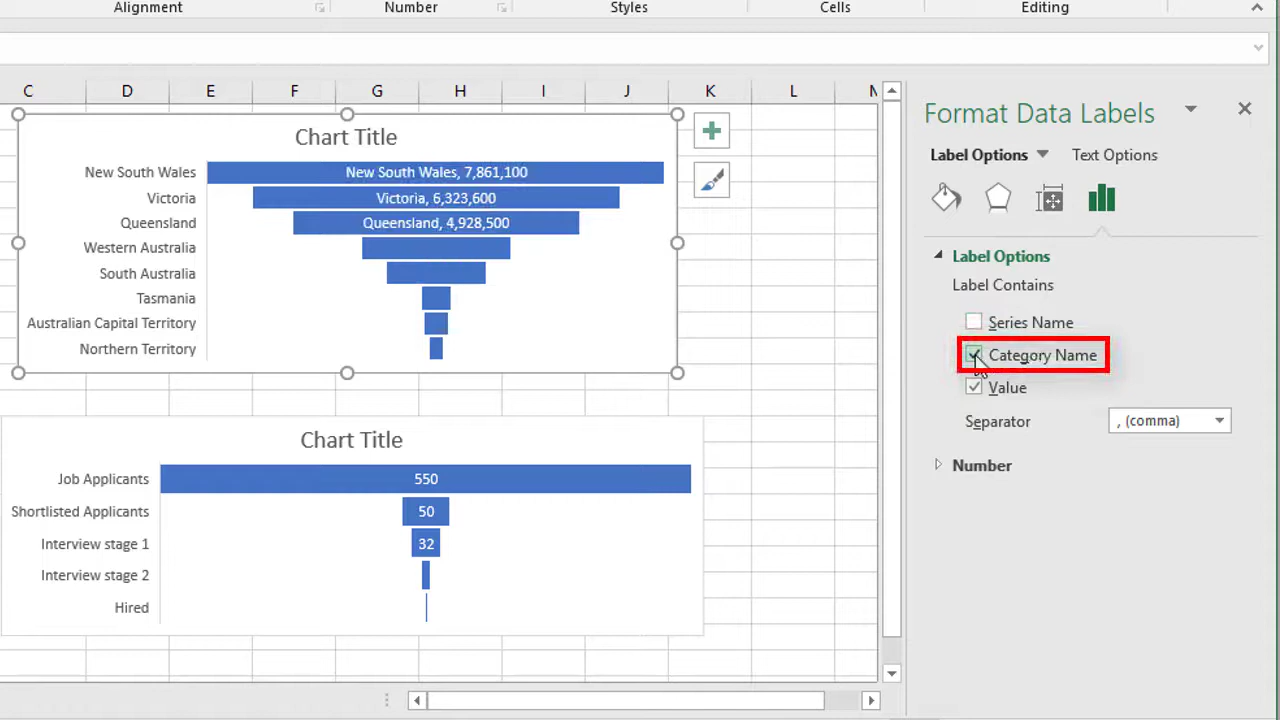 Alignment Number Styles Cells Editing
C D E F G H I J K L M
Chart Title
New South Wales New South Wales, 7,861,100
Victoria Victoria, 6,323,600
Queensland Queensland, 4,928,500
Western Australia
South Australia
Tasmania
Australian Capital Territory
Northern Territory
Chart Title
Job Applicants 550
Shortlisted Applicants 50
Interview stage 1 32
Interview stage 2
Hired
Format Data Labels
Label Options Text Options
Label Options
Label Contains
Series Name
Category Name
Value
Separator , (comma)
Number